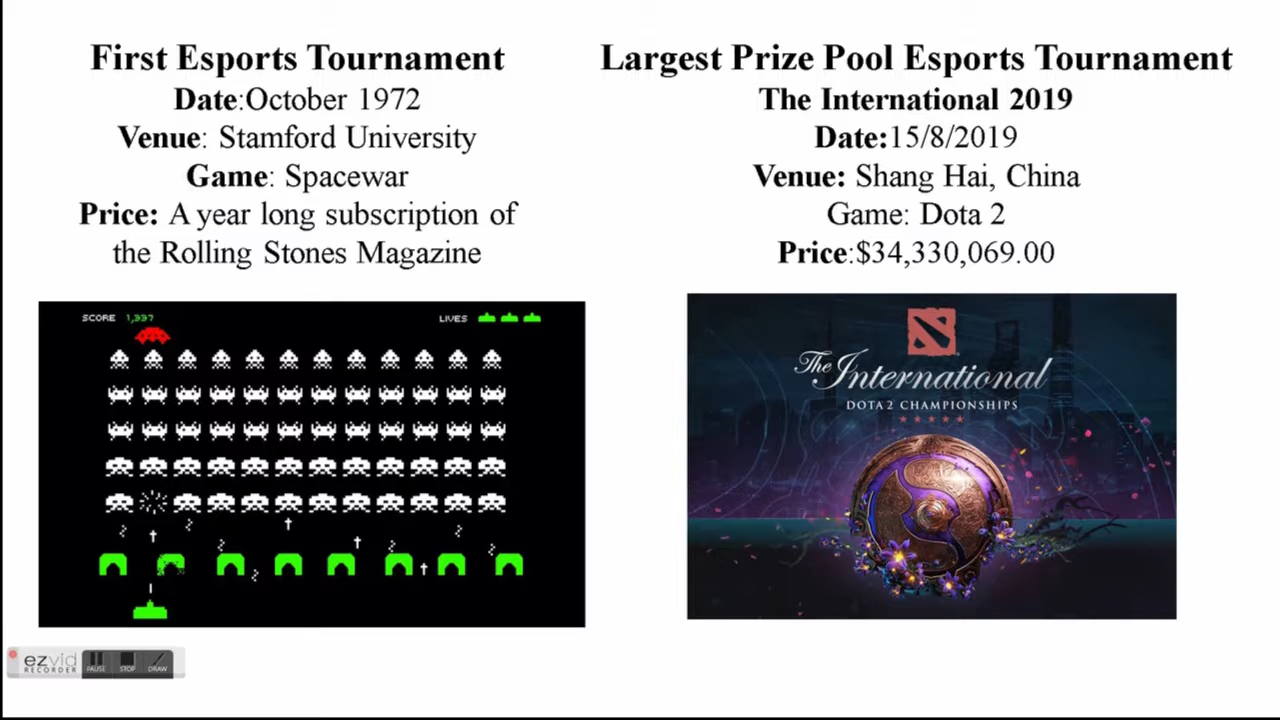 First Esports Tournament
Date:October 1972
Venue: Stamford University
Game: Spacewar
Price: A year long subscription of
the Rolling Stones Magazine
Largest Prize Pool Esports Tournament
The International 2019
Date:15/8/2019
Venue: Shang Hai, China
Game: Dota 2
Price:$34,330,069.00
SCORE 1,337
LIVES
The International
DOTA 2 CHAMPIONSHIPS
ezvid
RECORDER
PAUSE STOP DRAW